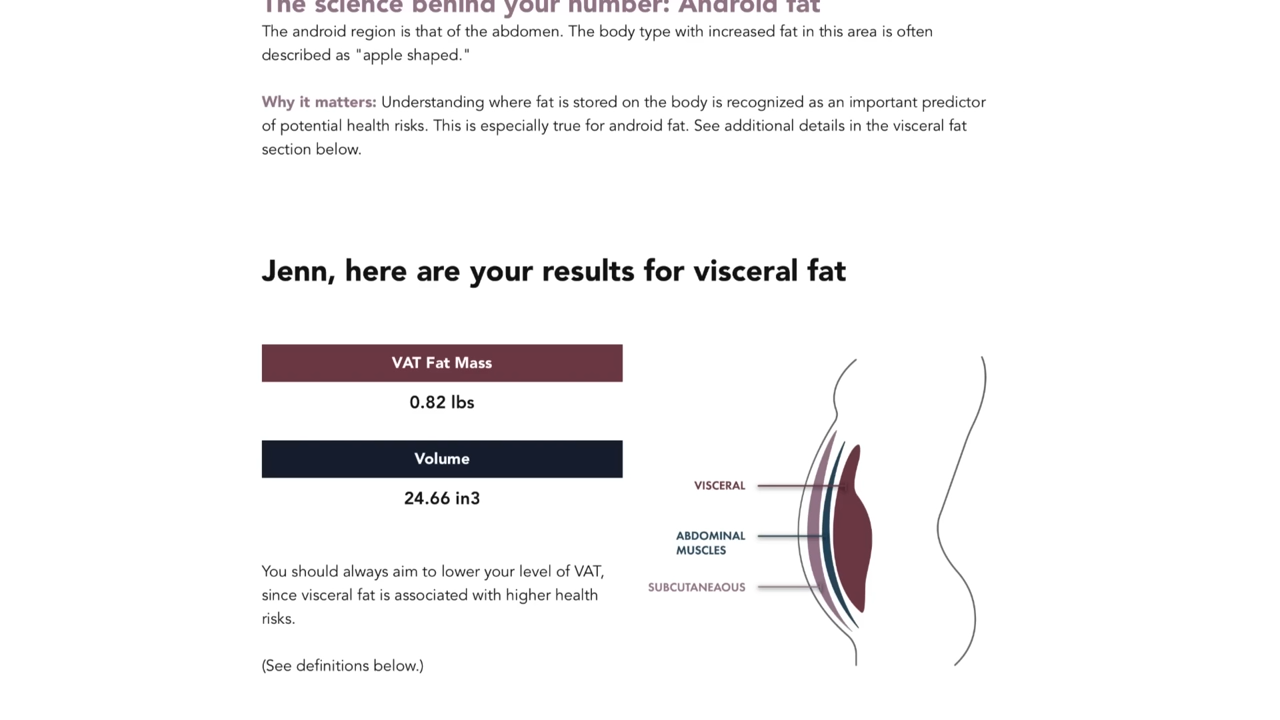 The science behind your number: Android fat
The android region is that of the abdomen. The body type with increased fat in this area is often
described as "apple shaped."
Why it matters: Understanding where fat is stored on the body is recognized as an important predictor
of potential health risks. This is especially true for android fat. See additional details in the visceral fat
section below.
Jenn, here are your results for visceral fat
VAT Fat Mass
0.82 lbs
Volume
24.66 in3
You should always aim to lower your level of VAT,
since visceral fat is associated with higher health
risks.
(See definitions below.)
VISCERAL
ABDOMINAL
MUSCLES
SUBCUTANEAOUS